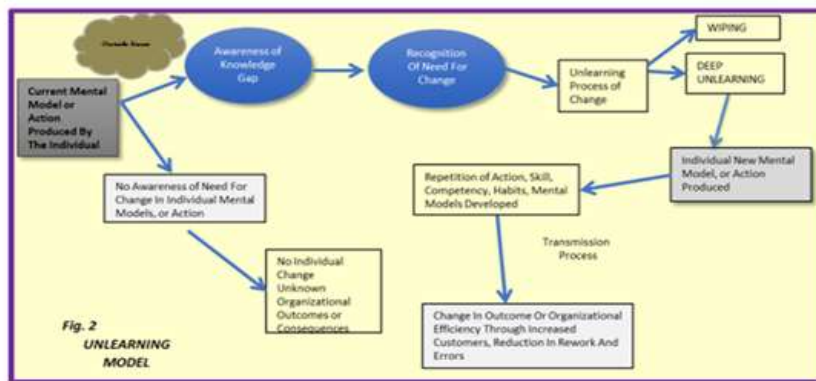 Awareness of
Knowledge
Gap
Recognition
Of Need For
Change
WIPING
Unlearning
Process of
Change
DEEP
UNLEARNING
Current Mental
Model or
Action
Produced By
The Individual
Individual New Mental
Model, or Action
Produced
No Awareness of Need For
Change In Individual Mental
Models, or Action
Repetition of Action, Skill,
Competency, Habits, Mental
Models Developed
Transmission
Process
No Individual
Change
Unknown
Organizational
Outcomes or
Consequences
Change In Outcome Or Organizational
Efficiency Through Increased
Customers, Reduction In Rework And
Errors
Fig. 2
UNLEARNING
MODEL